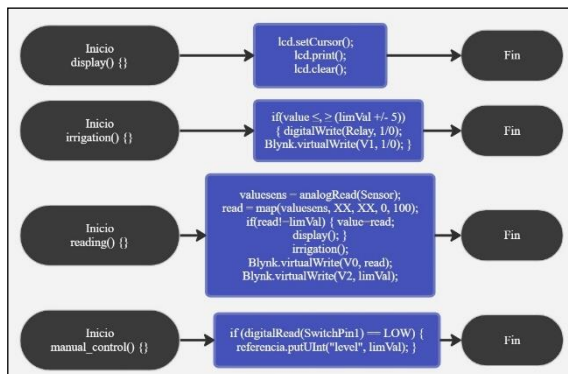 Inicio
display() {}
lcd.setCursor();
lcd.print();
lcd.clear();
Fin
Inicio
irrigation() {}
if(value ≤, ≥ (limVal +/- 5))
{ digitalWrite(Relay, 1/0);
Blynk.virtualWrite(V1, 1/0); }
Fin
Inicio
reading() {}
valuesens = analogRead(Sensor);
read = map(valuesens, XX, XX, 0, 100);
if(read!=limVal) { value=read;
display(); }
irrigation();
Blynk.virtualWrite(V0, read);
Blynk.virtualWrite(V2, limVal);
Fin
Inicio
manual_control() {}
if (digitalRead(SwitchPin1) == LOW) {
referencia.putUInt("level", limVal); }
Fin